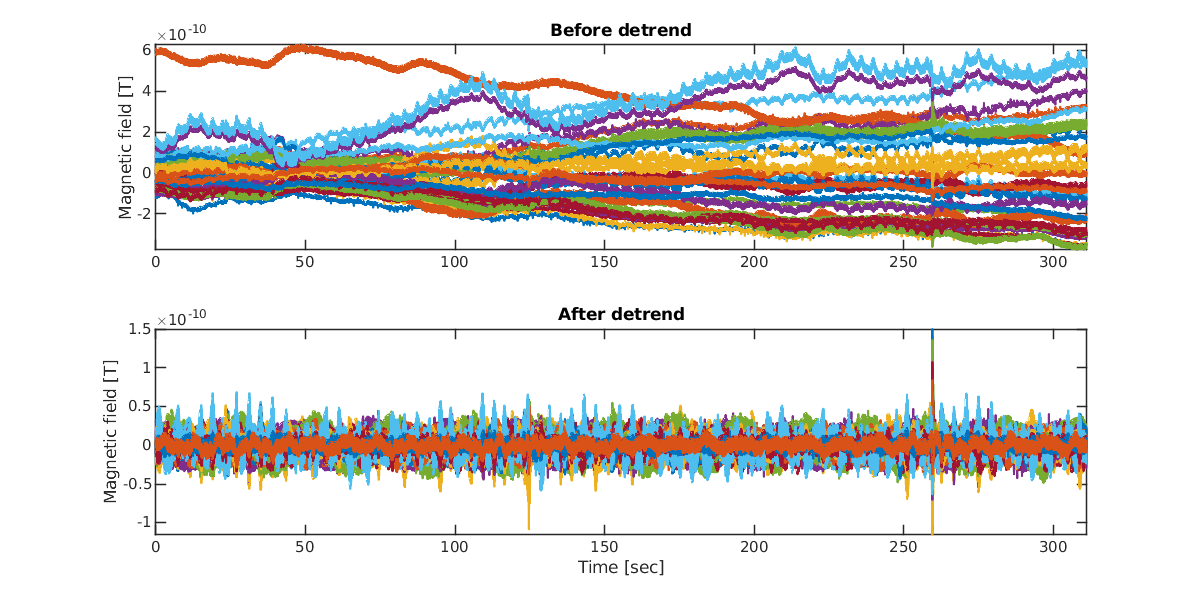 Before detrend
×10⁻¹⁰
Magnetic field [T]
6
4
2
0
-2
0 50 100 150 200 250 300
After detrend
×10⁻¹⁰
Magnetic field [T]
1.5
1
0.5
0
-0.5
-1
0 50 100 150 200 250 300
Time [sec]